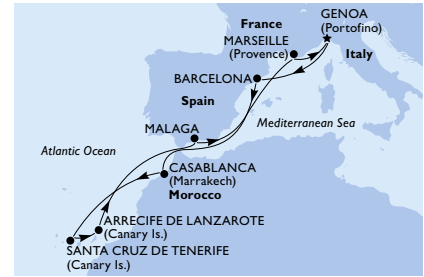 GENOA
(Portofino)
France
MARSEILLE
(Provence)
Italy
BARCELONA
Spain
Mediterranean Sea
MALAGA
Atlantic Ocean
CASABLANCA
(Marrakech)
Morocco
ARRECIFE DE LANZAROTE
(Canary Is.)
SANTA CRUZ DE TENERIFE
(Canary Is.)